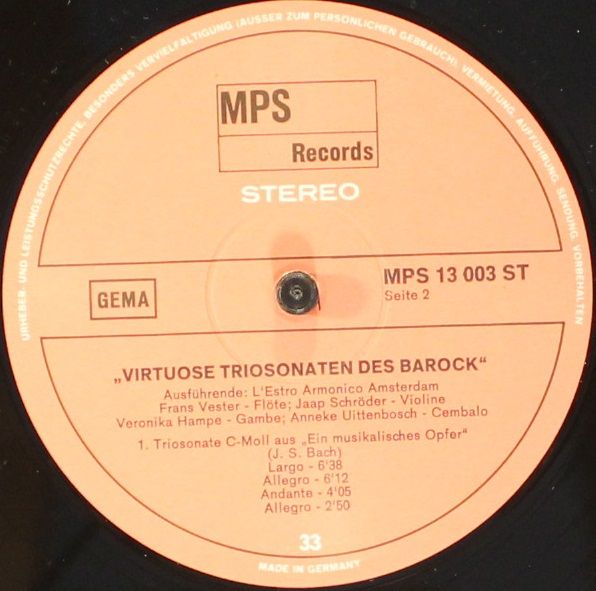 URHEBER. UND LEISTUNGSSCHUTZRECHTE, BESONDERS VERVIELFÄLTIGUNG (AUSSER ZUM PERSÖNLICHEN GEBRAUCH), VERMIETUNG, AUFFÜHRUNG, SENDUNG, VORBEHALTEN
MPS
Records
STEREO
GEMA
MPS 13 003 ST
Seite 2
„VIRTUOSE TRIOSONATEN DES BAROCK“
Ausführende: L'Estro Armonico Amsterdam
Frans Vester - Flöte; Jaap Schröder - Violine
Veronika Hampe - Gambe; Anneke Uittenbosch - Cembalo
1. Triosonate C-Moll aus „Ein musikalisches Opfer“
(J. S. Bach)
Largo - 6'38
Allegro - 6'12
Andante - 4'05
Allegro - 2'50
33
MADE IN GERMANY